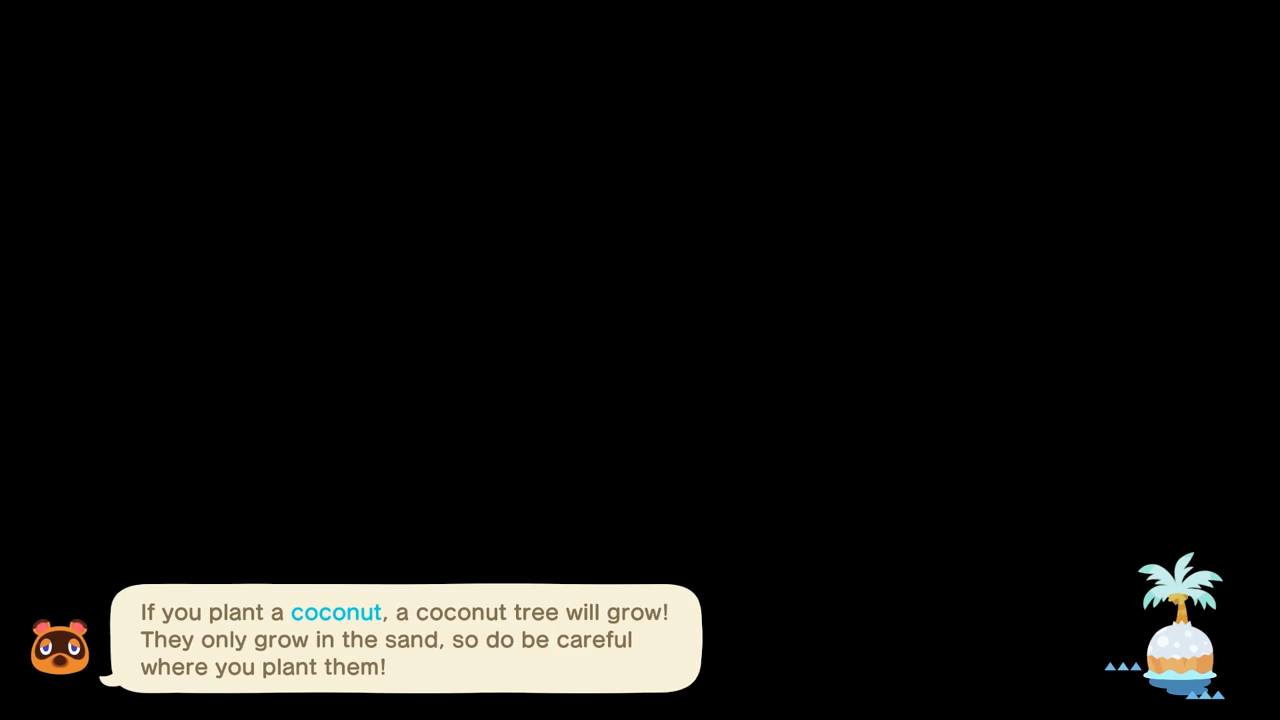 If you plant a coconut, a coconut tree will grow!
They only grow in the sand, so do be careful
where you plant them!